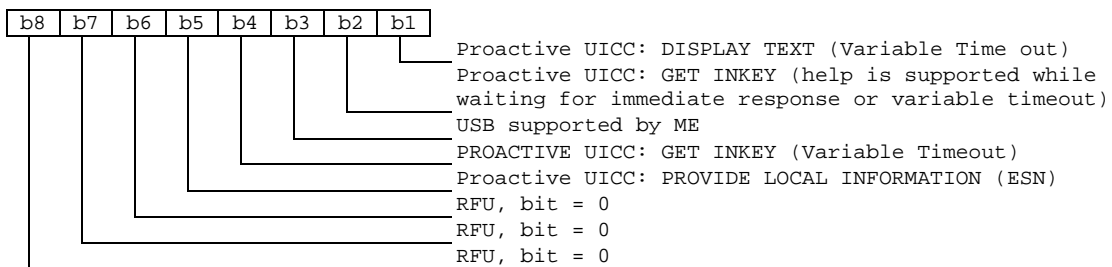 b8 b7 b6 b5 b4 b3 b2 b1
Proactive UICC: DISPLAY TEXT (Variable Time out)
Proactive UICC: GET INKEY (help is supported while
waiting for immediate response or variable timeout)
USB supported by ME
PROACTIVE UICC: GET INKEY (Variable Timeout)
Proactive UICC: PROVIDE LOCAL INFORMATION (ESN)
RFU, bit = 0
RFU, bit = 0
RFU, bit = 0